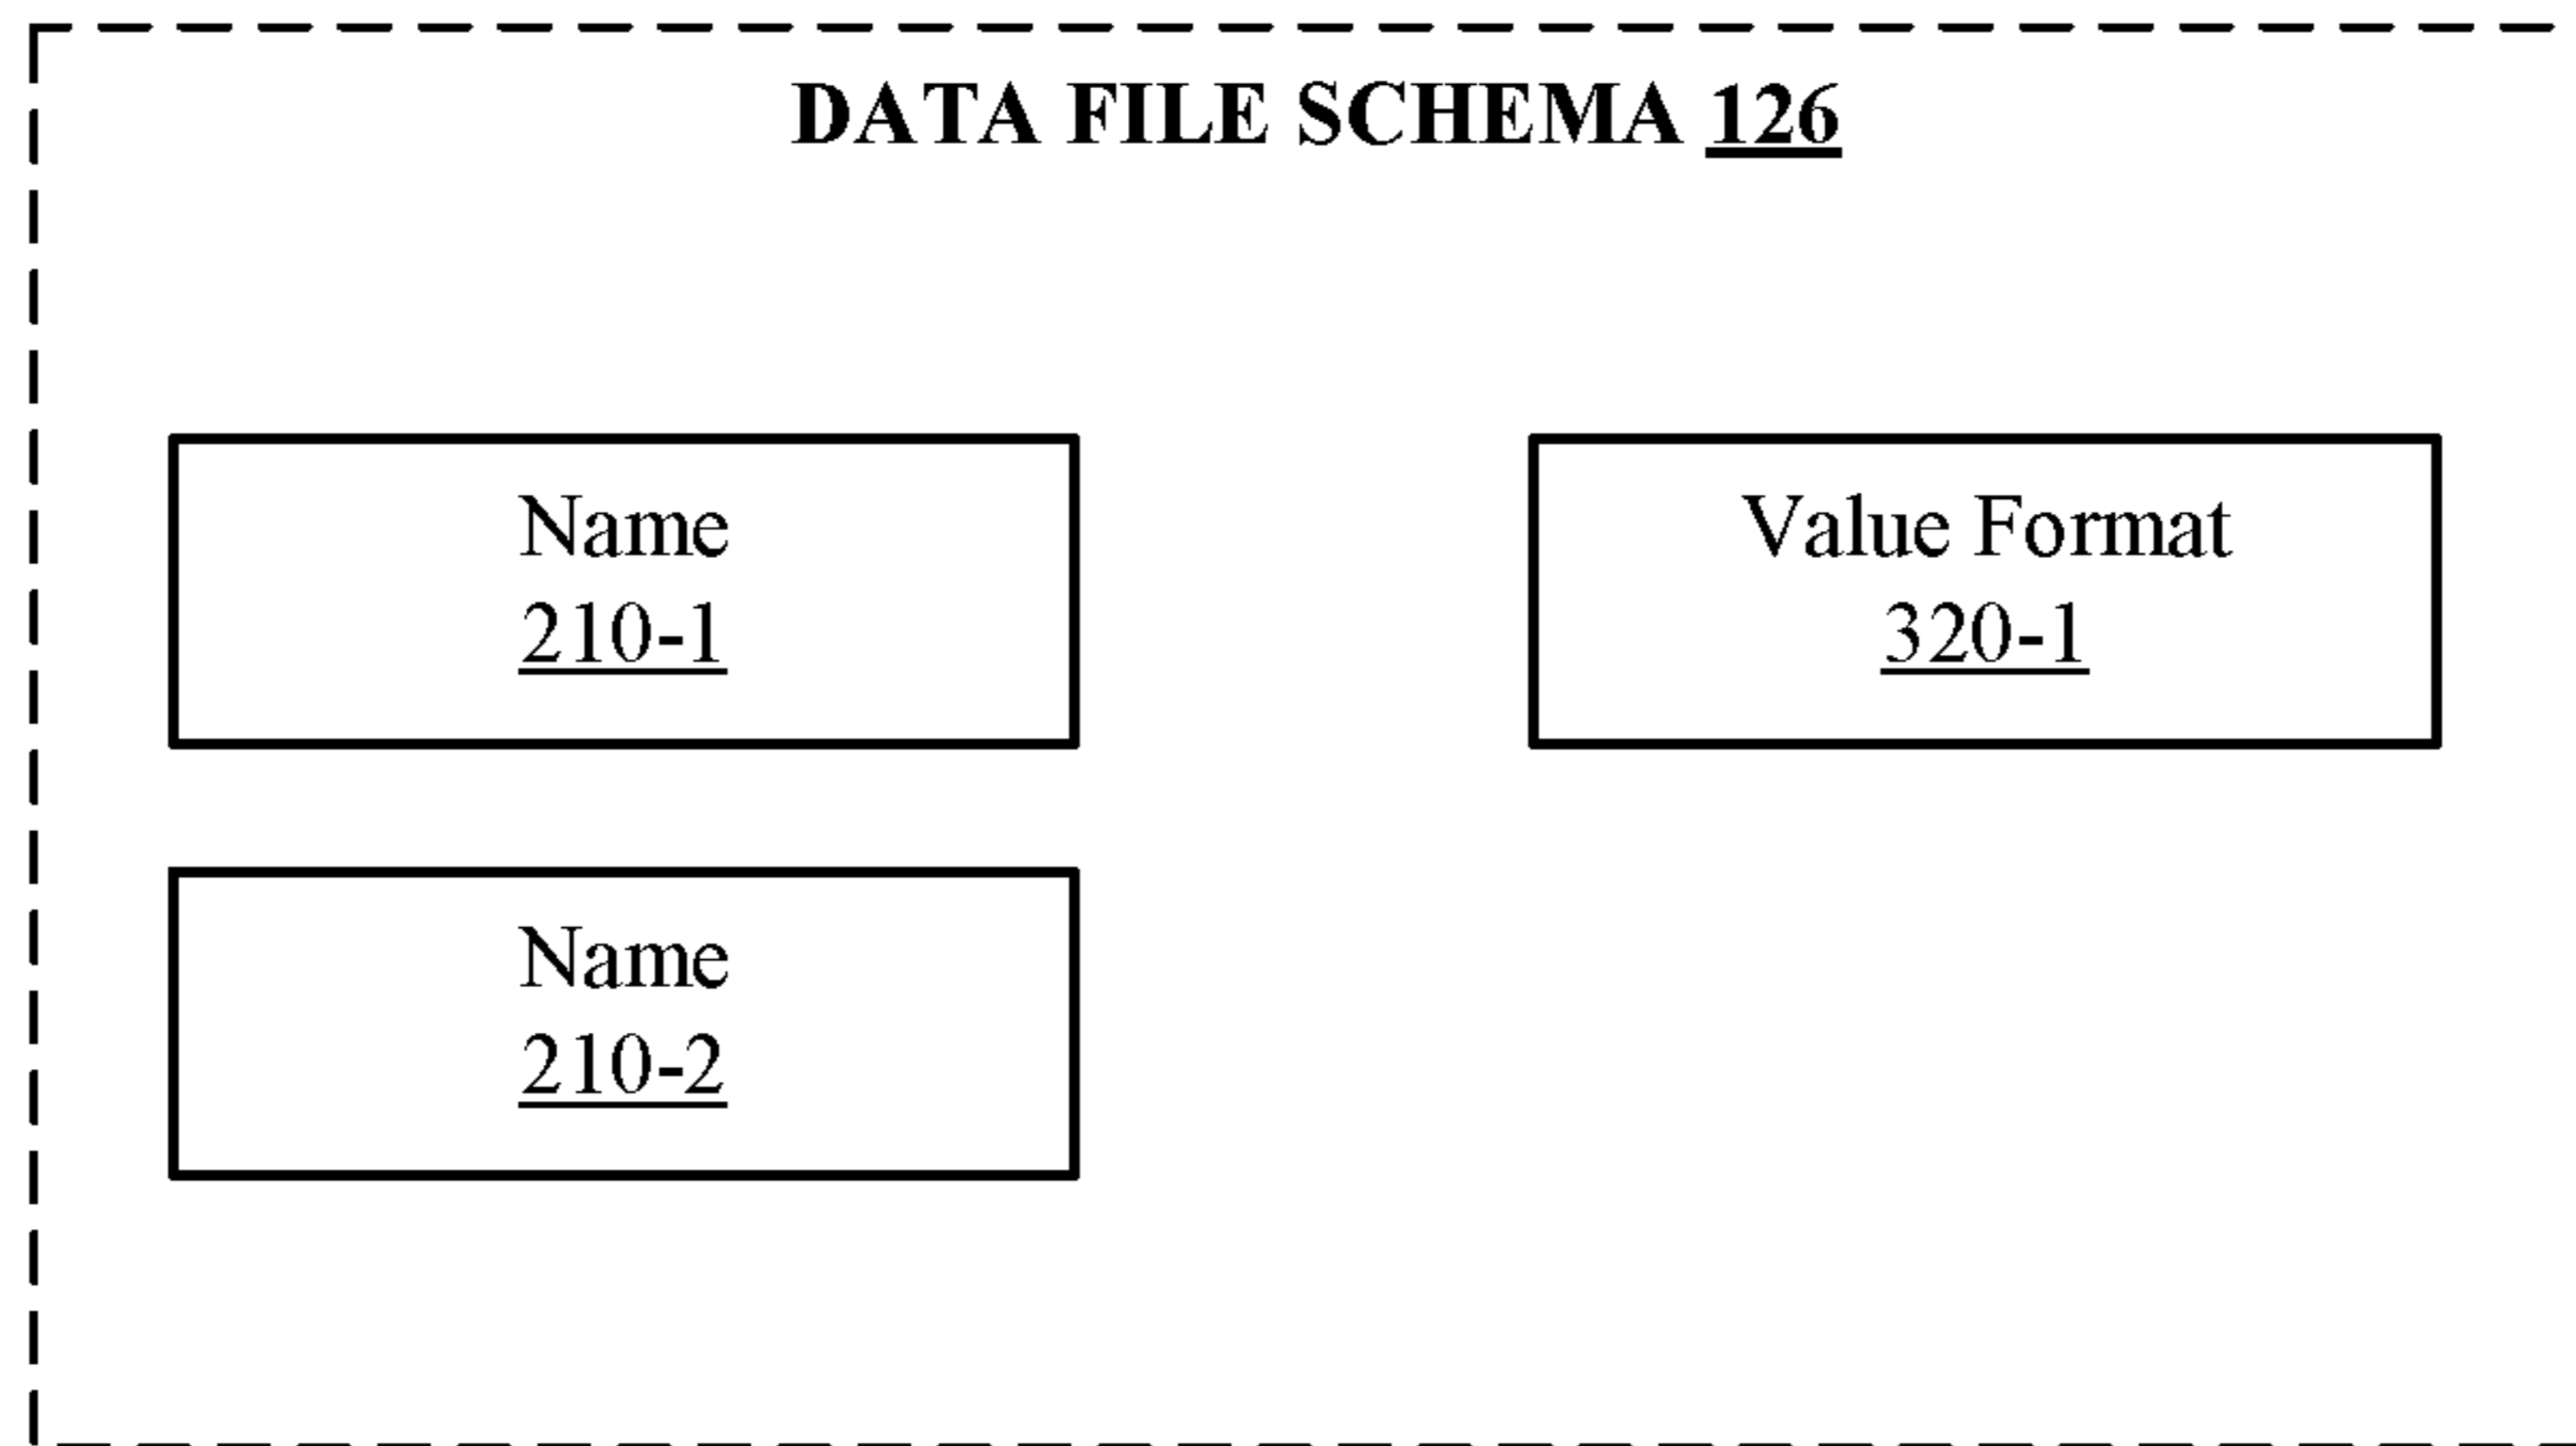 DATA FILE SCHEMA 126
Name
210-1
Value Format
320-1
Name
210-2